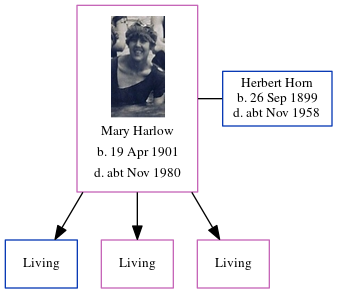 Mary Harlow
b. 19 Apr 1901
d. abt Nov 1980
Herbert Horn
b. 26 Sep 1899
d. abt Nov 1958
Living
Living
Living